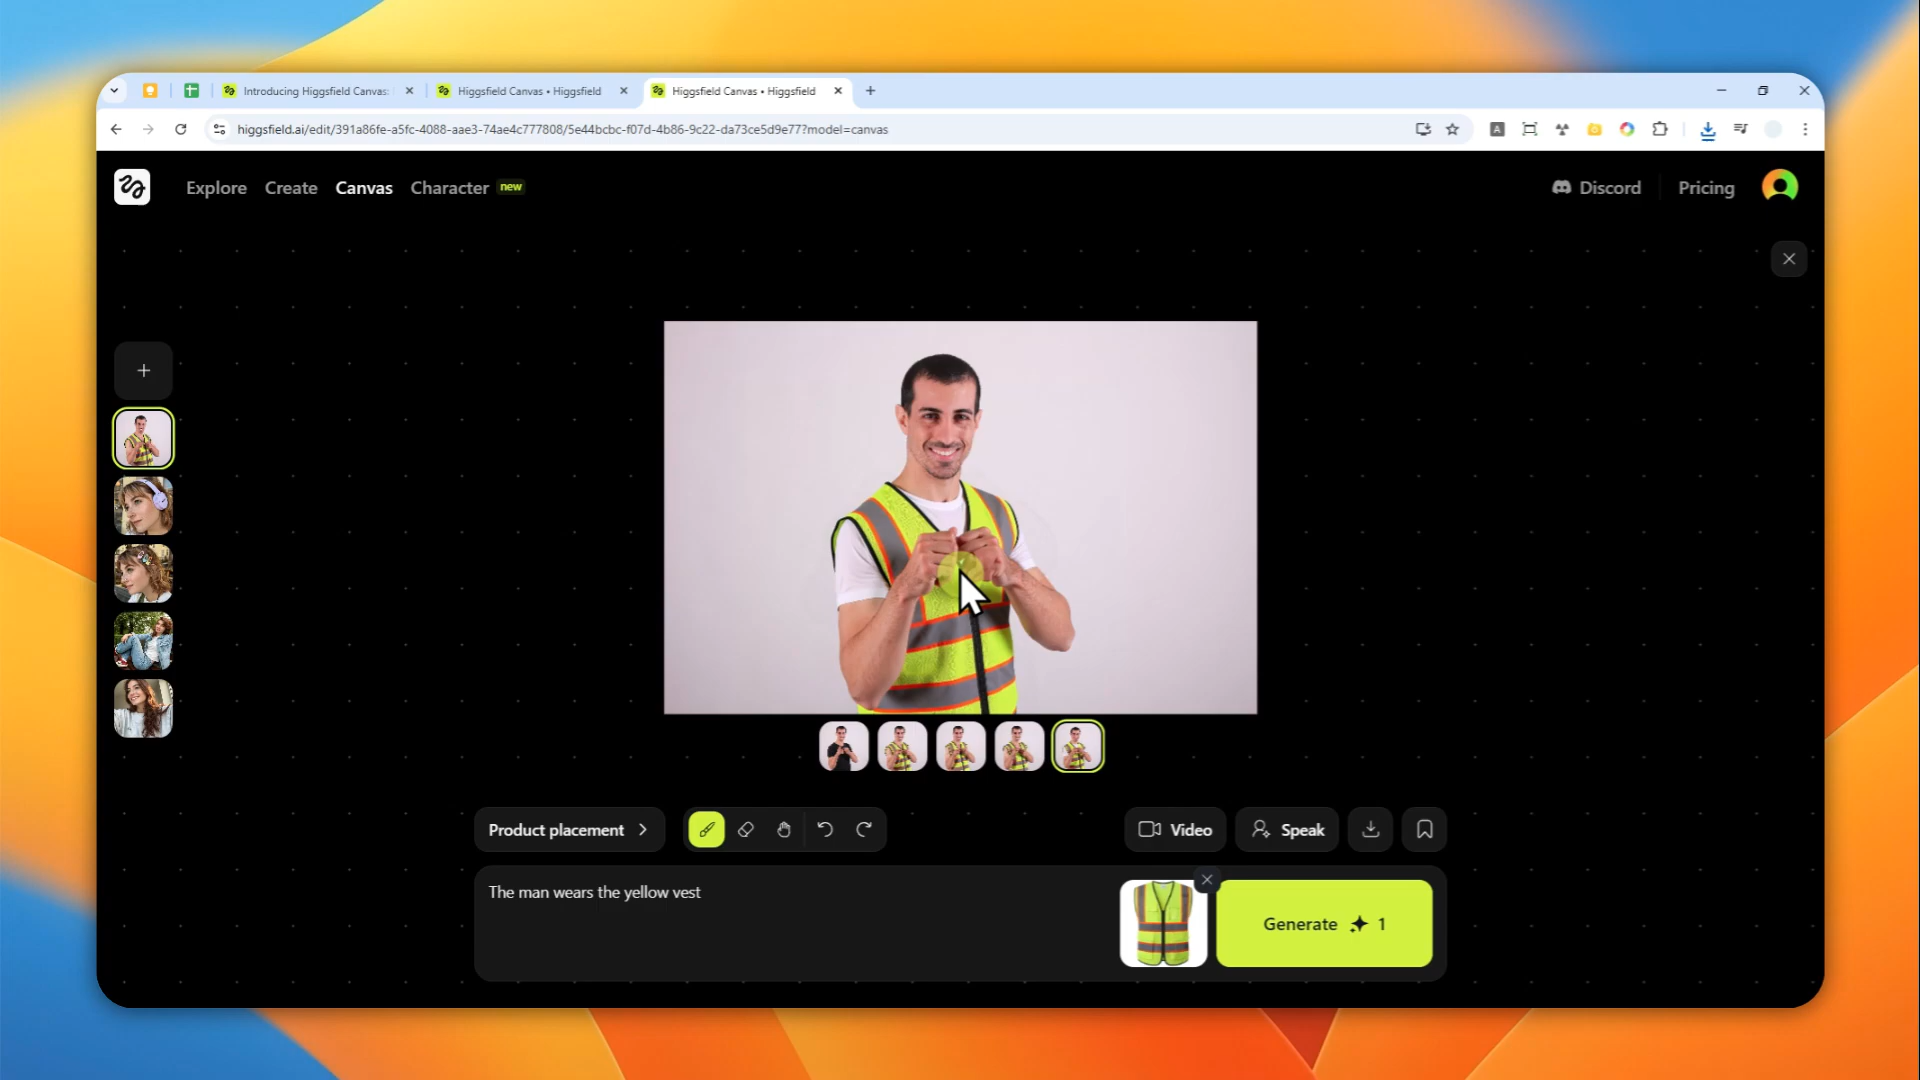 Introducing Higgsfield Canvas:
Higgsfield Canvas • Higgsfield
Higgsfield Canvas • Higgsfield
higgsfield.ai/edit/391a86fe-a5fc-4088-aae3-74ae4c777808/5e44bcbc-f07d-4b86-9c22-da73ce5d9e77?model=canvas
A
Explore Create Canvas Character new
Discord Pricing
Product placement
Video Speak
The man wears the yellow vest
Generate 1